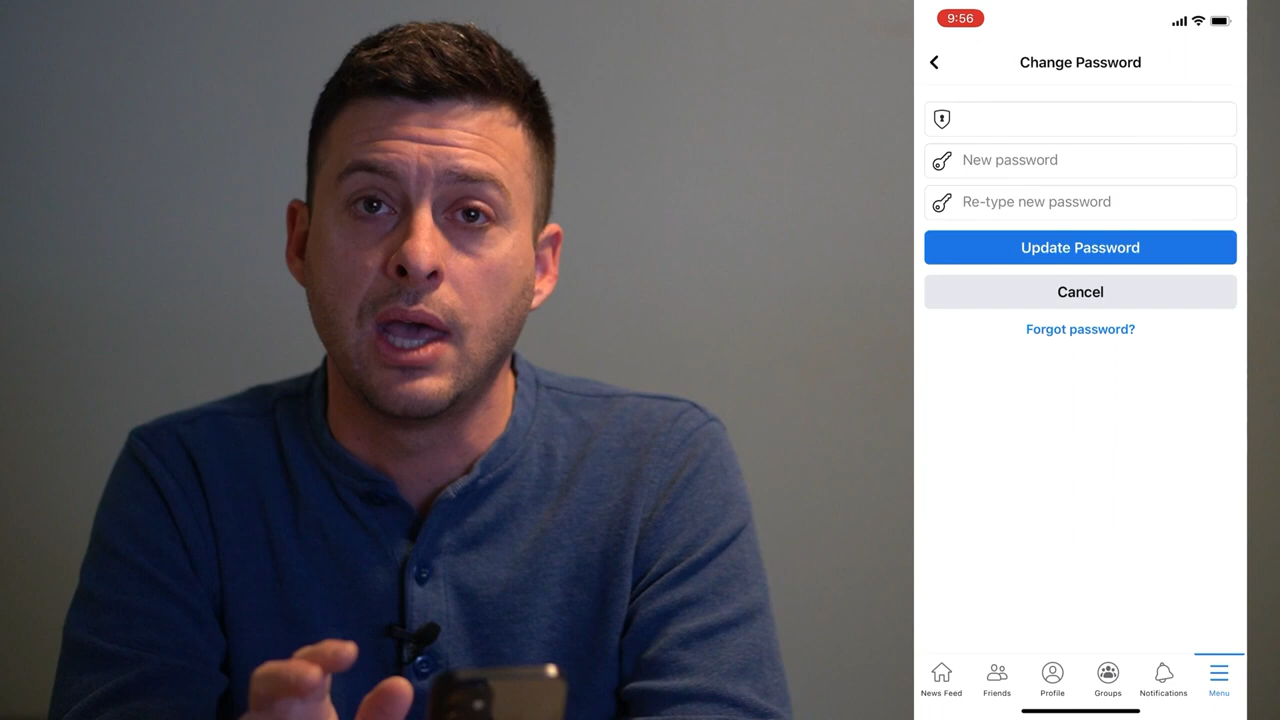 9:56
Change Password
New password
Re-type new password
Update Password
Cancel
Forgot password?
News Feed Friends Profile Groups Notifications Menu